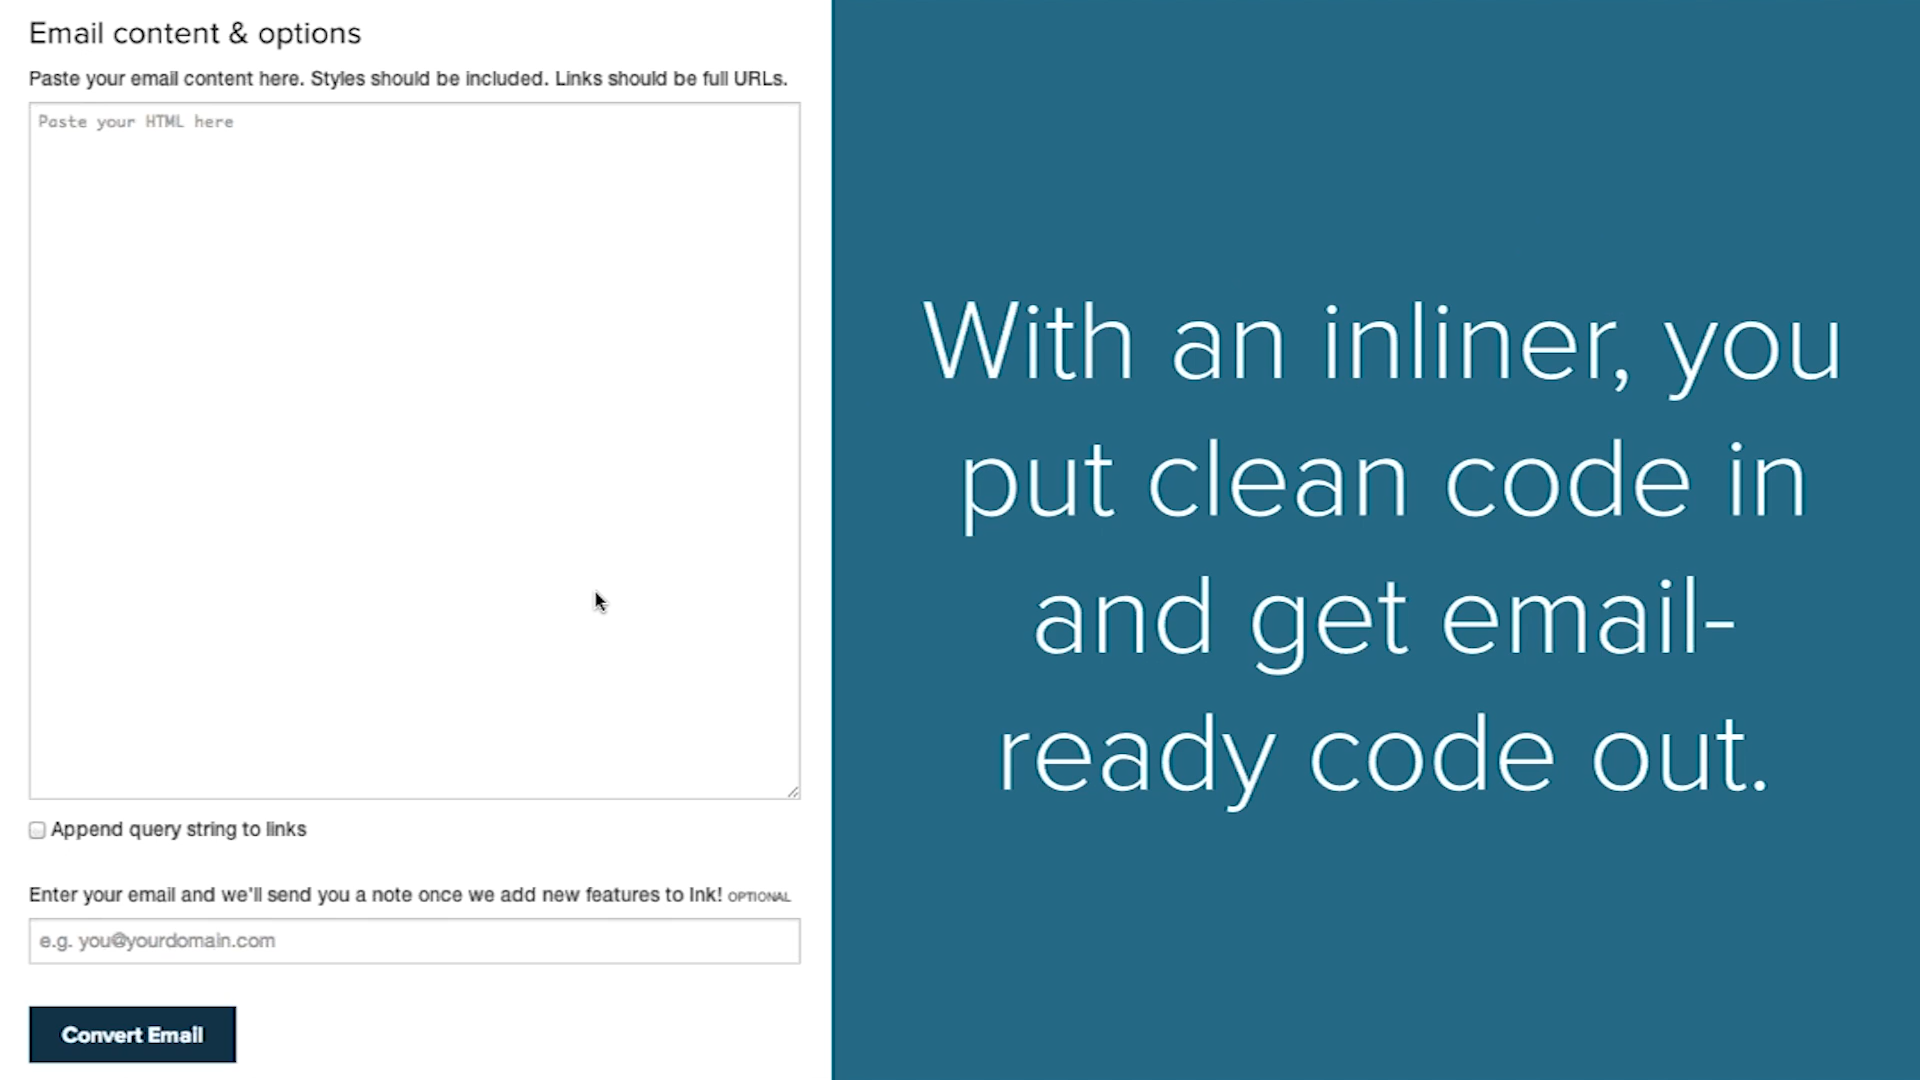 Email content & options
Paste your email content here. Styles should be included. Links should be full URLs.
Paste your HTML here
Append query string to links
Enter your email and we'll send you a note once we add new features to Ink! OPTIONAL
e.g. you@yourdomain.com
Convert Email
With an inliner, you
put clean code in
and get email-
ready code out.